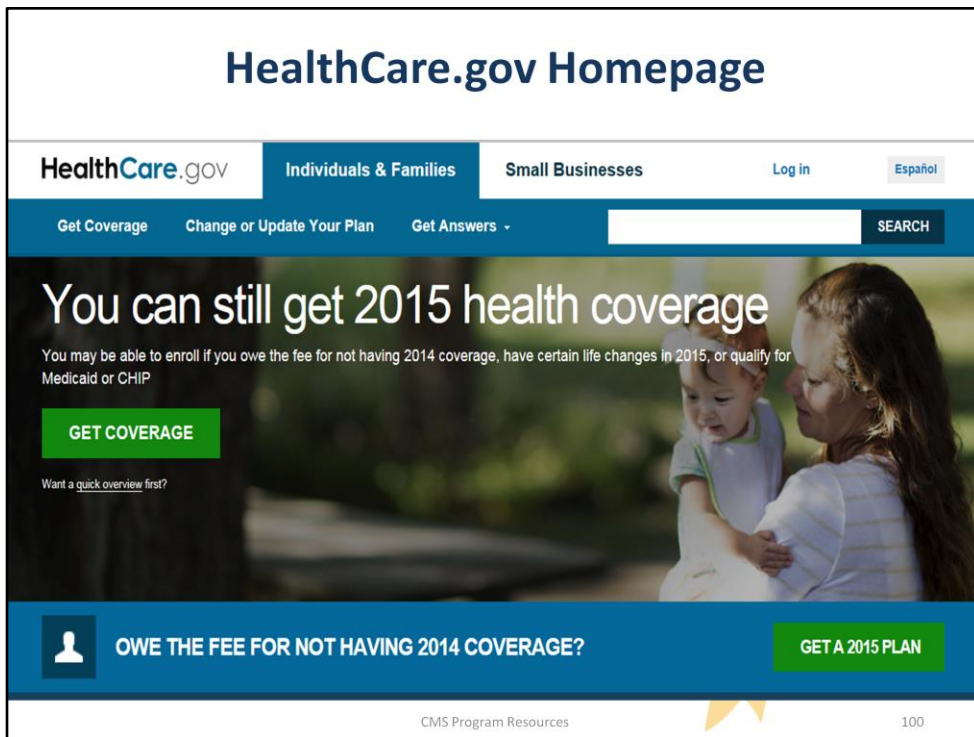 HealthCare.gov Homepage
HealthCare.gov
Individuals & Families
Small Businesses
Log in
Español
Get Coverage
Change or Update Your Plan
Get Answers
SEARCH
You can still get 2015 health coverage
You may be able to enroll if you owe the fee for not having 2014 coverage, have certain life changes in 2015, or qualify for
Medicaid or CHIP
GET COVERAGE
Want a quick overview first?
OWE THE FEE FOR NOT HAVING 2014 COVERAGE?
GET A 2015 PLAN
CMS Program Resources
100